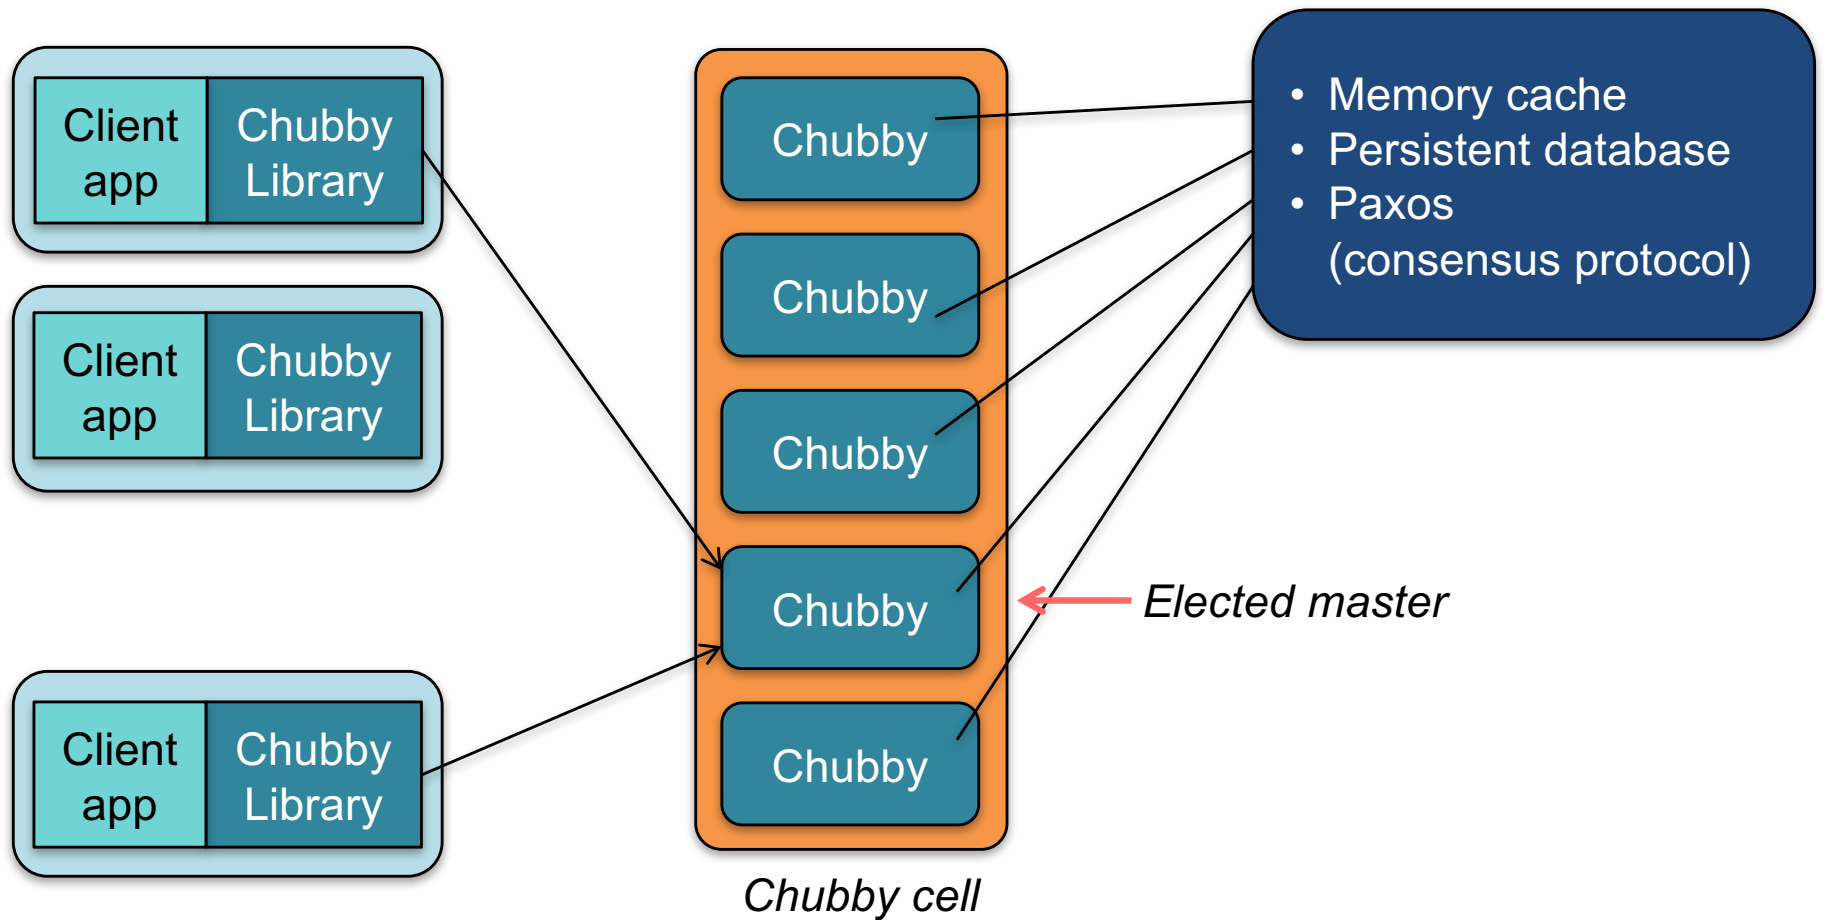 Client
app
Chubby
Library
Client
app
Chubby
Library
Client
app
Chubby
Library
Chubby
Chubby
Chubby
Chubby
Chubby
Chubby cell
• Memory cache
• Persistent database
• Paxos
(consensus protocol)
Elected master